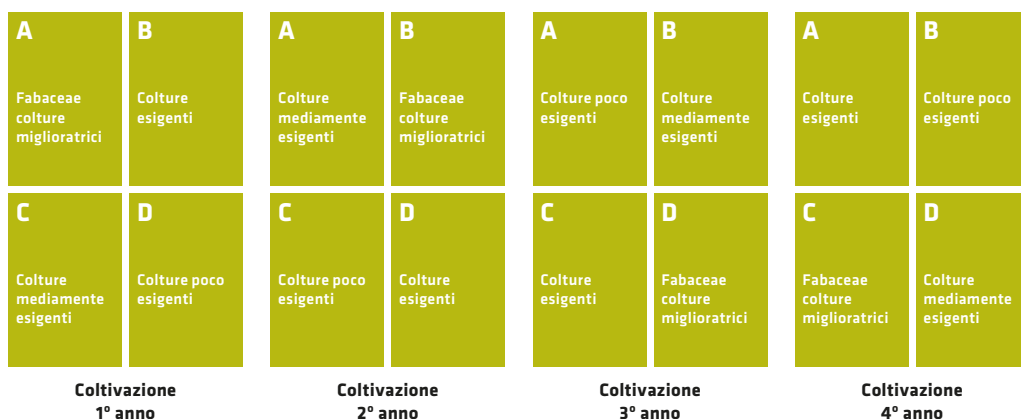 A
Fabaceae
colture
miglioratrici
B
Colture
esigenti
C
Colture
mediamente
esigenti
D
Colture poco
esigenti
Coltivazione
1° anno
A
Colture
mediamente
esigenti
B
Fabaceae
colture
miglioratrici
C
Colture poco
esigenti
D
Colture
esigenti
Coltivazione
2° anno
A
Colture poco
esigenti
B
Colture
mediamente
esigenti
C
Colture
esigenti
D
Fabaceae
colture
miglioratrici
Coltivazione
3° anno
A
Colture
esigenti
B
Colture poco
esigenti
C
Fabaceae
colture
miglioratrici
D
Colture
mediamente
esigenti
Coltivazione
4° anno